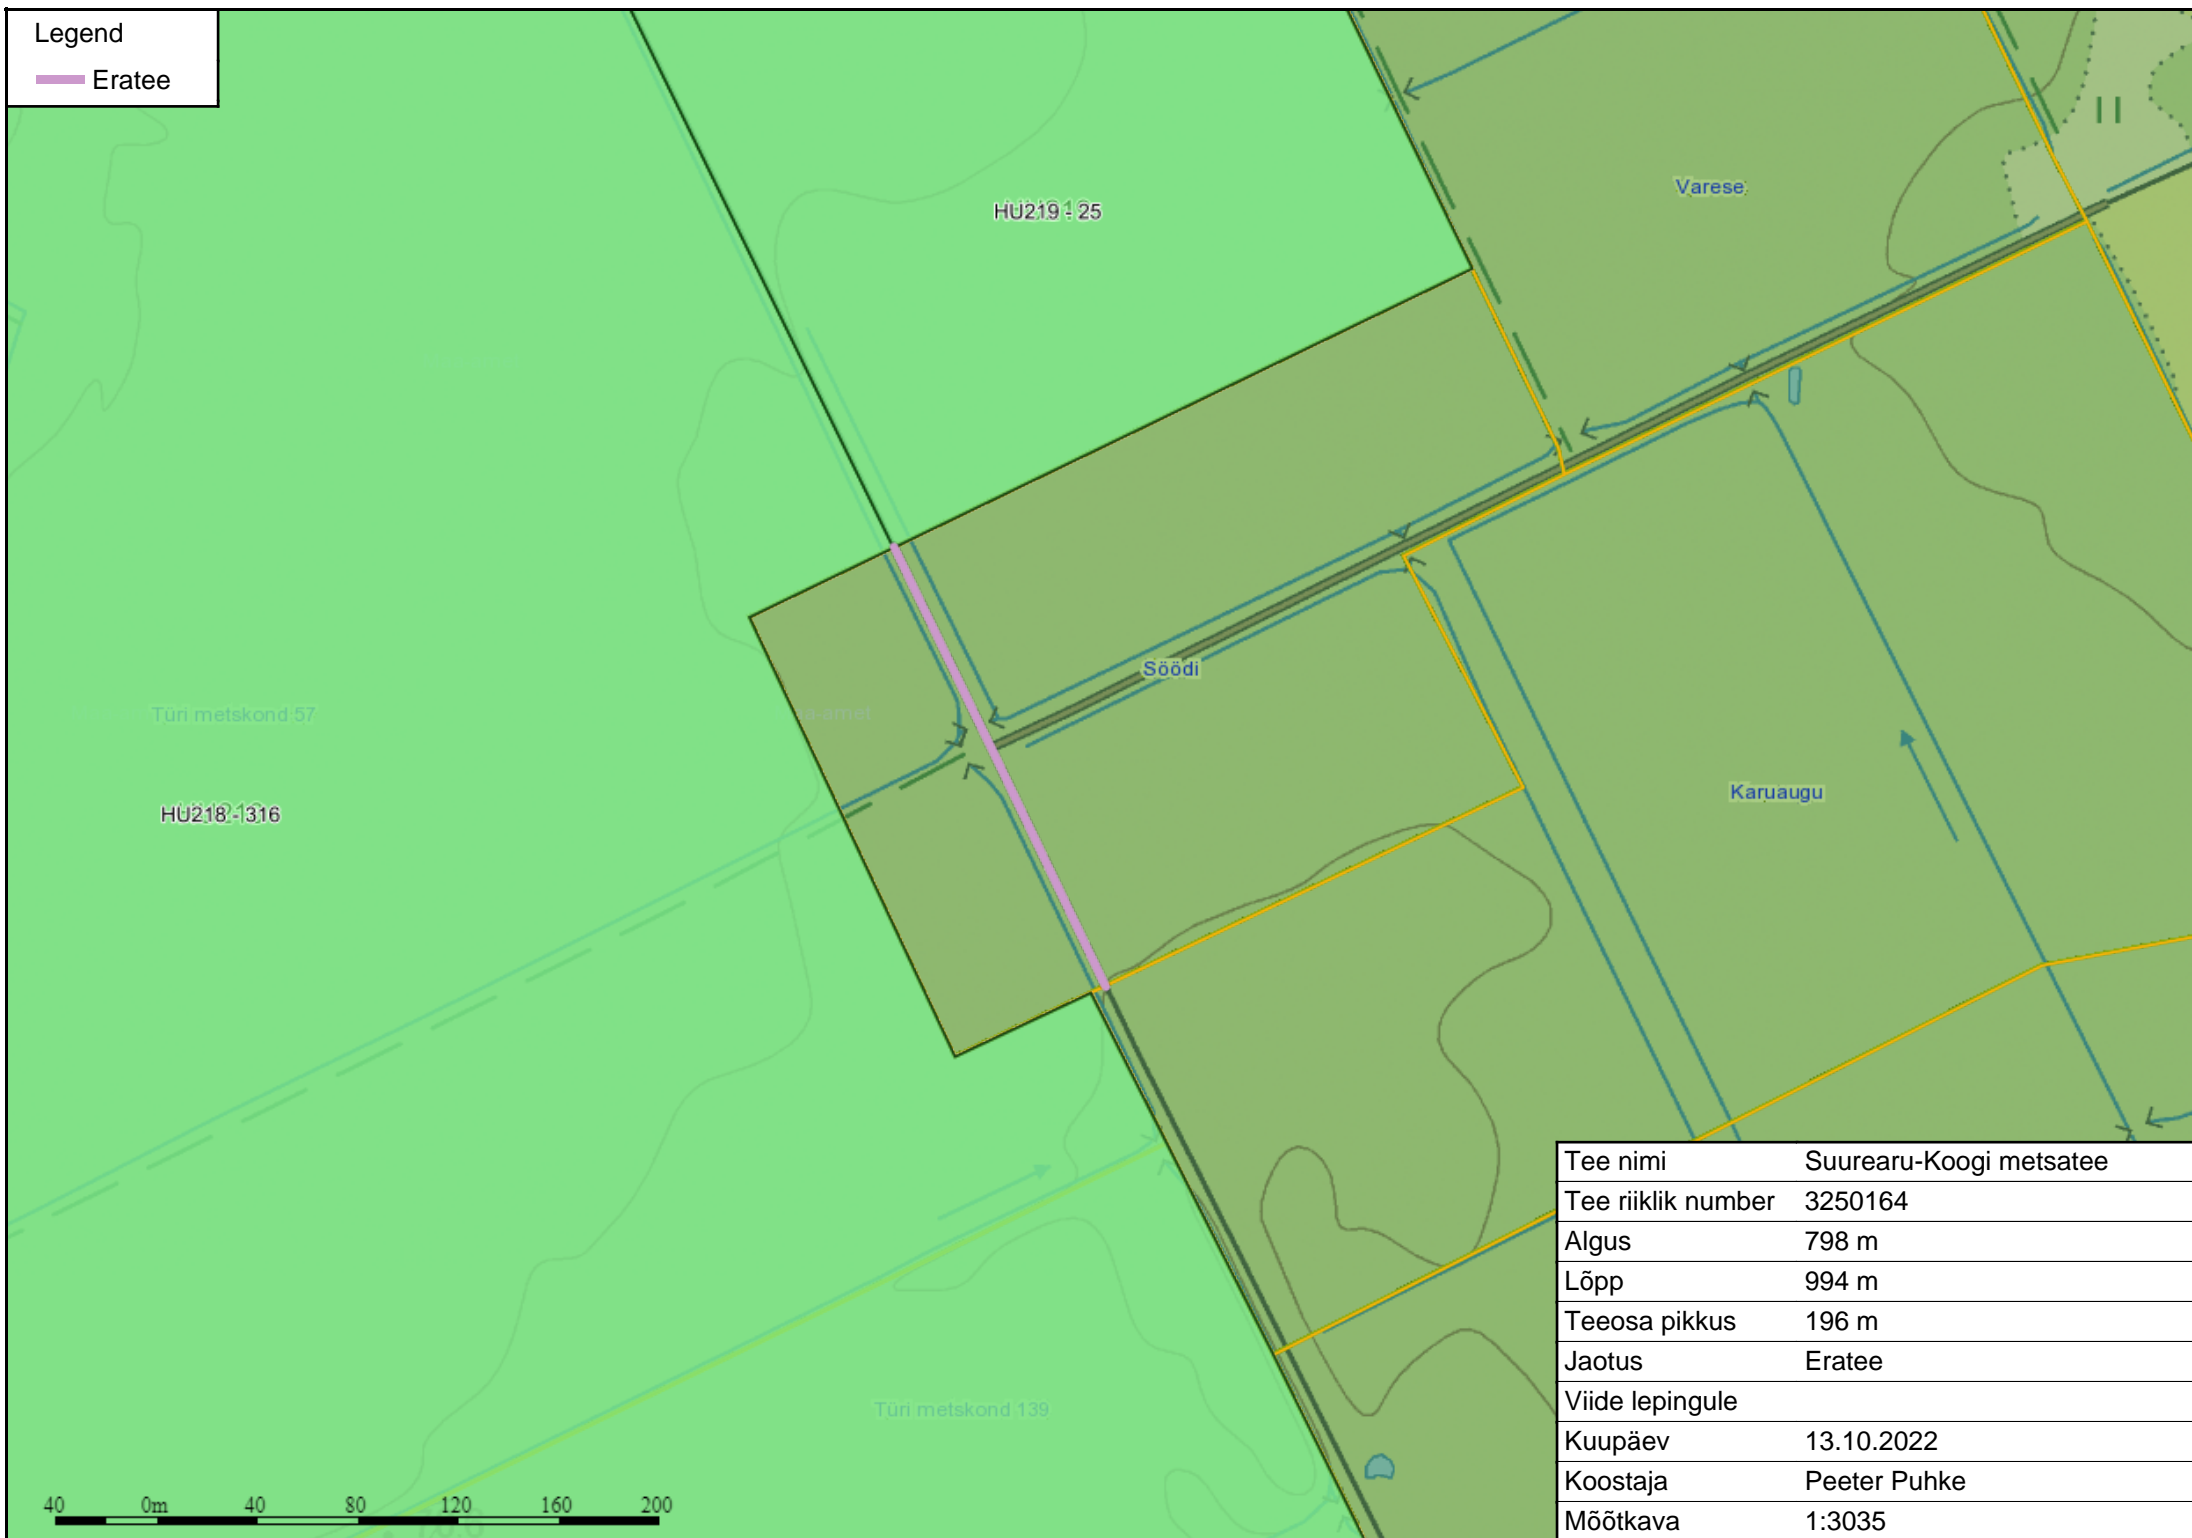 Legend
Eratee
HU219 - 25
Varese
Söödi
Türi metskond 57
HU218 - 316
Karuaugu
Türi metskond 139
Tee nimi Suurearu-Koogi metsatee
Tee riiklik number 3250164
Algus 798 m
Lõpp 994 m
Teeosa pikkus 196 m
Jaotus Eratee
Viide lepingule
Kuupäev 13.10.2022
Koostaja Peeter Puhke
Mõõtkava 1:3035
40 0m 40 80 120 160 200